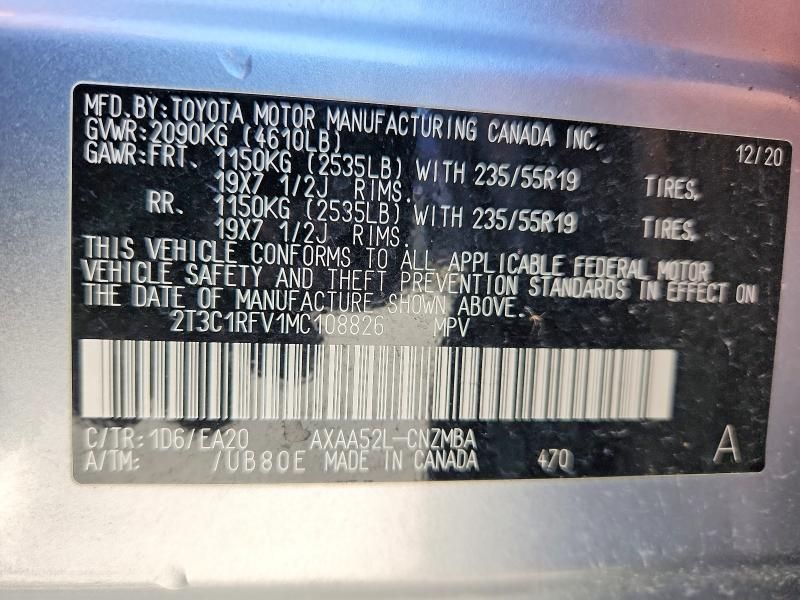 MFD.BY:TOYOTA MOTOR MANUFACTURING CANADA INC. 12/20
GVWR:2090KG (4610LB)
GAWR:FRT. 1150KG (2535LB) WITH 235/55R19 TIRES,
19X7 1/2J RIMS.
RR. 1150KG (2535LB) WITH 235/55R19 TIRES,
19X7 1/2J RIMS.
THIS VEHICLE CONFORMS TO ALL APPLICABLE FEDERAL MOTOR
VEHICLE SAFETY AND THEFT PREVENTION STANDARDS IN EFFECT ON
THE DATE OF MANUFACTURE SHOWN ABOVE.
2T3C1RFV1MC108826 MPV
C/TR:1D6/EA20 AXAA52L-CNZMBA A
A/TM: /UB80E MADE IN CANADA 470